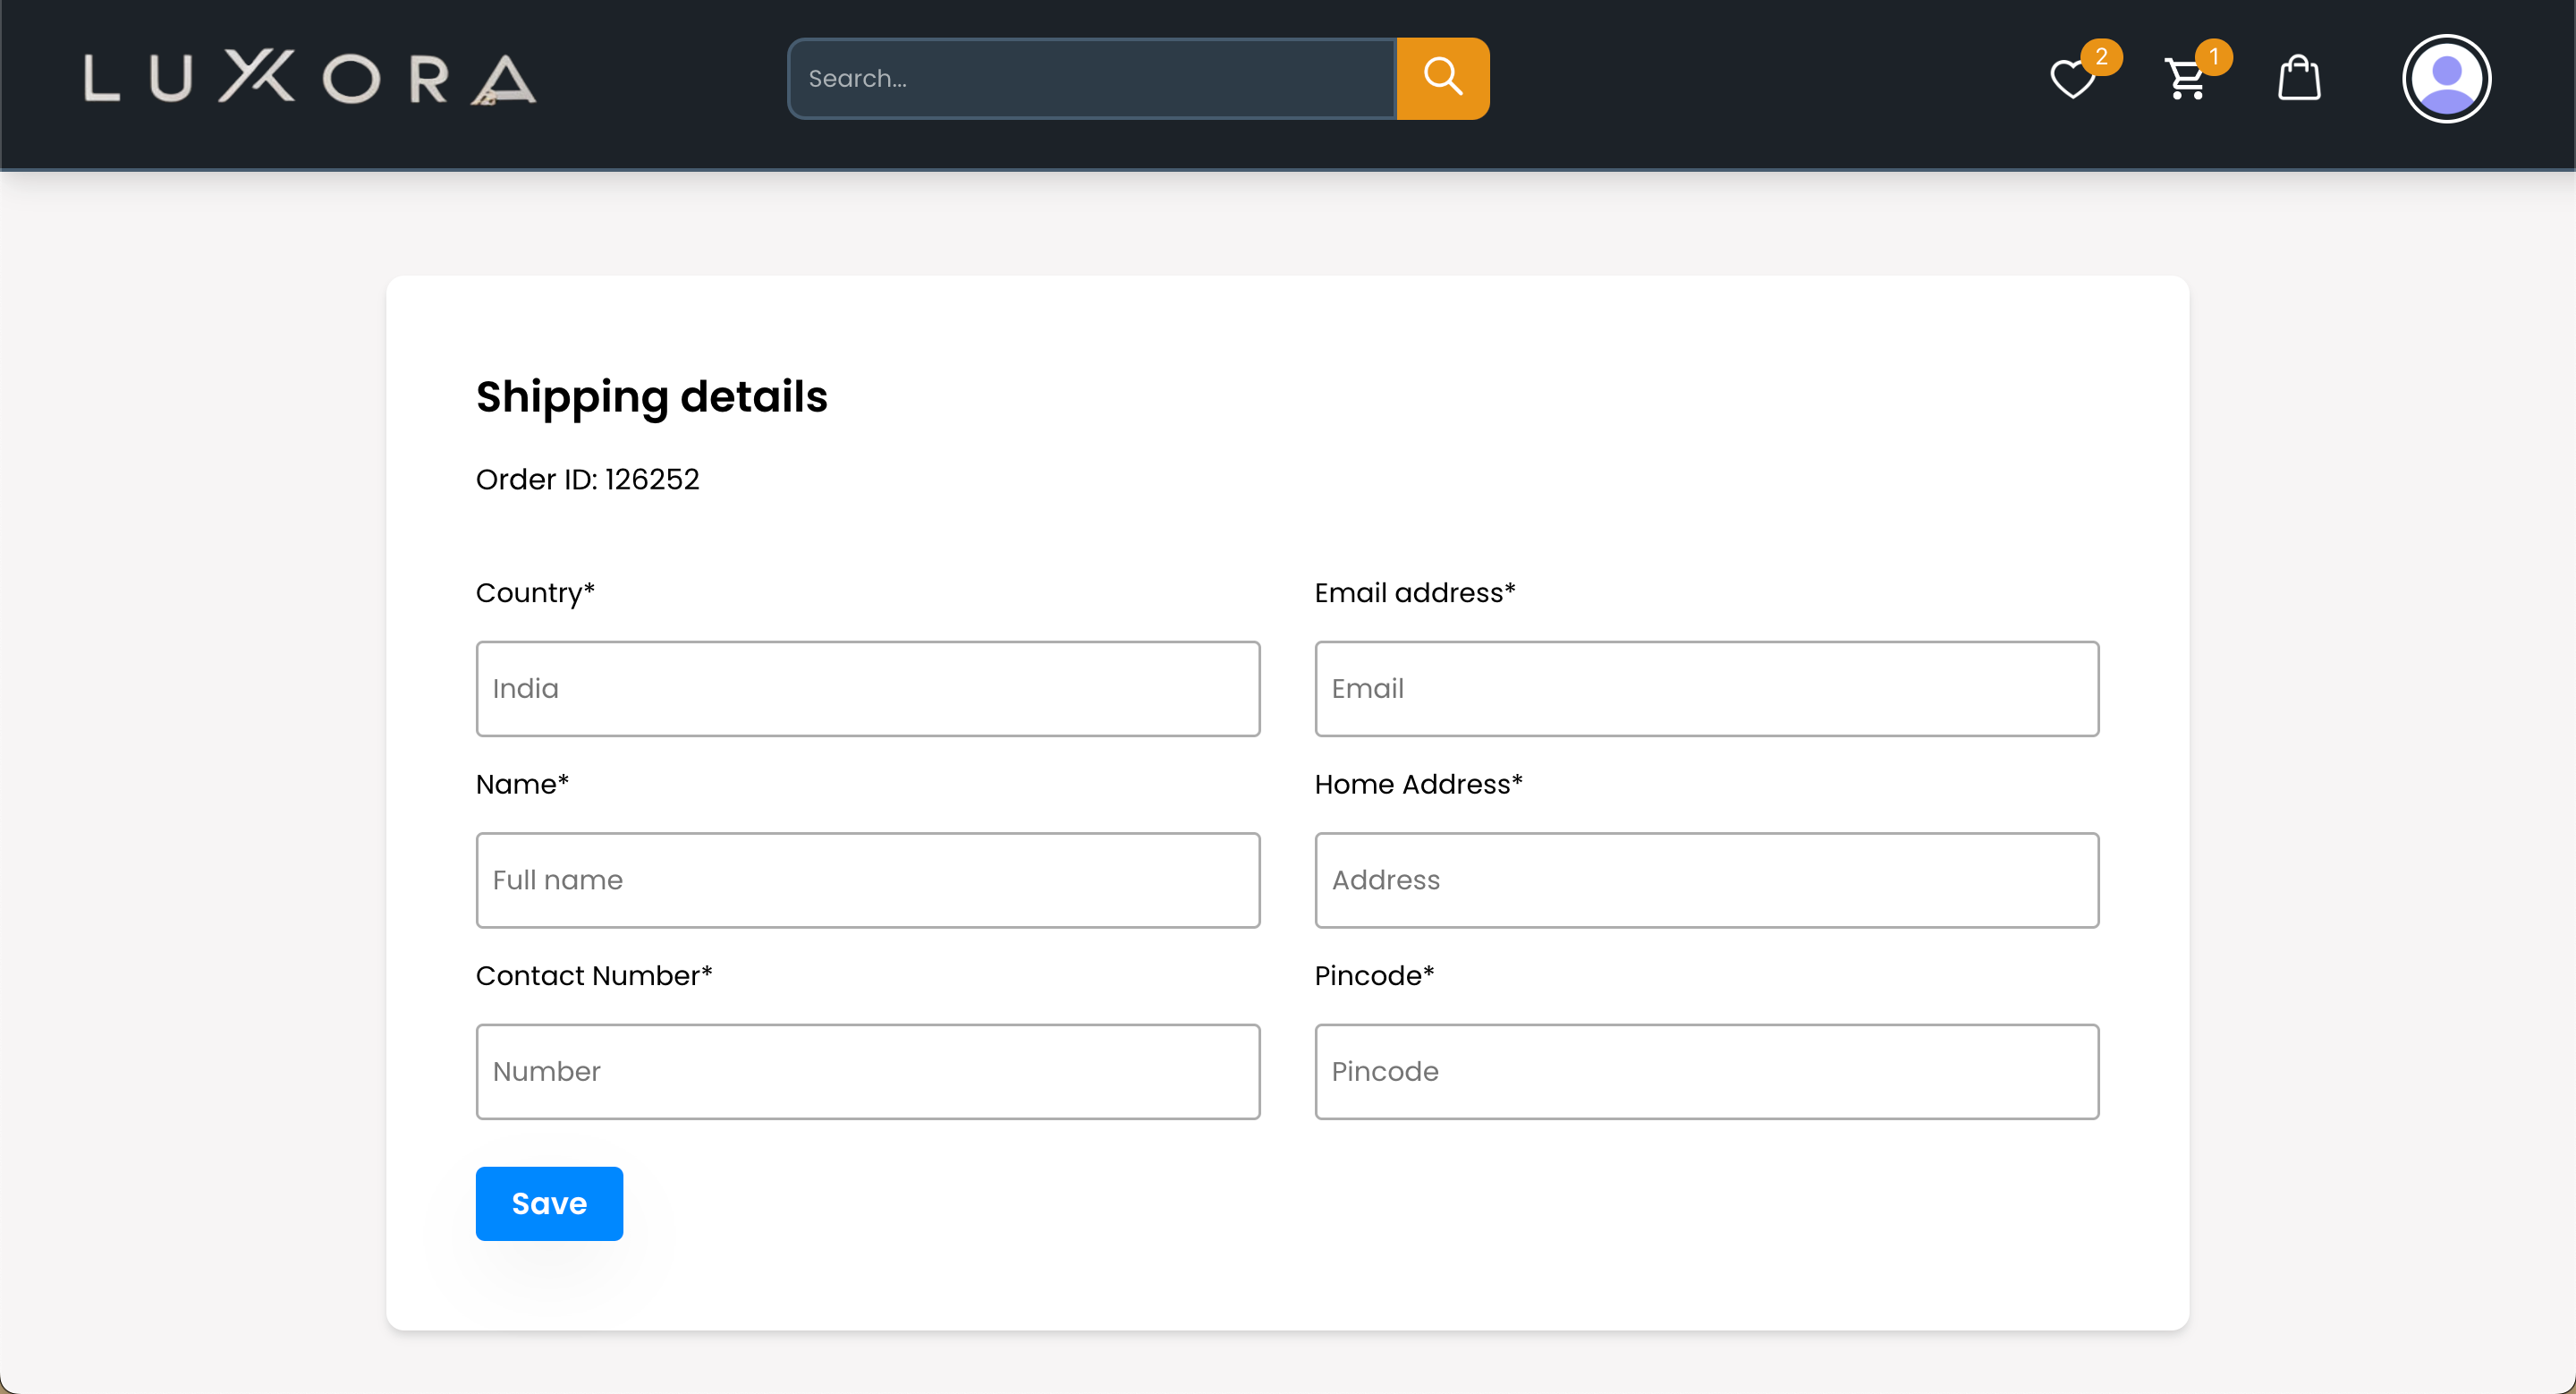 LUXORA
Search...
2
1
Shipping details
Order ID: 126252
Country*
Email address*
India
Email
Name*
Home Address*
Full name
Address
Contact Number*
Pincode*
Number
Pincode
Save